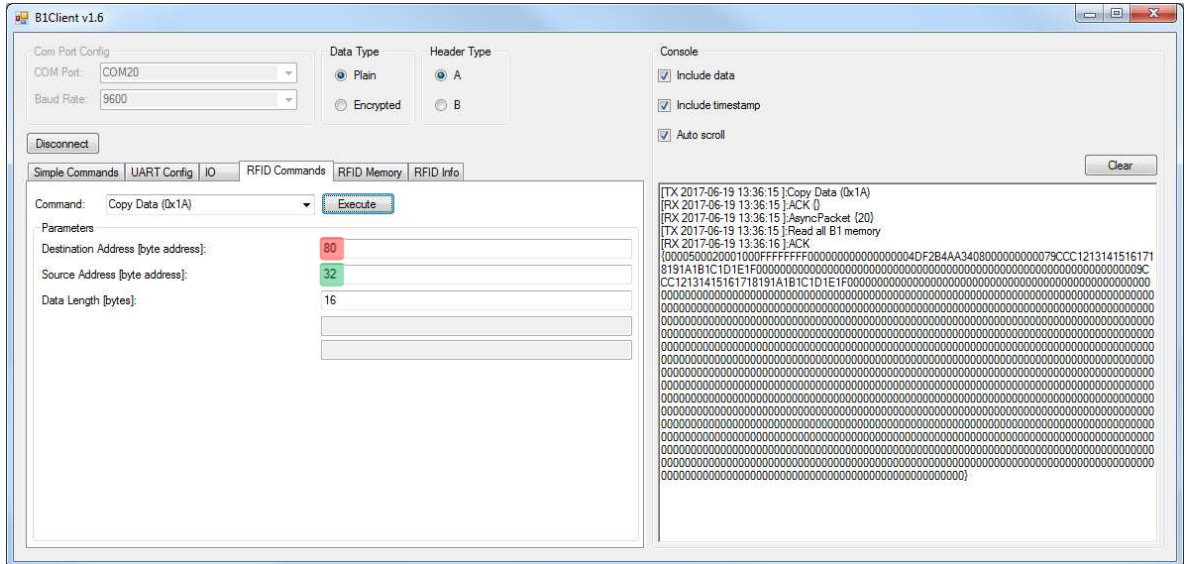 B1Client v1.6
Com Port Config
COM Port:
COM20
Baud Rate:
9600
Data Type
Plain
Encrypted
Header Type
A
B
Disconnect
Simple Commands
UART Config
IO
RFID Commands
RFID Memory
RFID Info
Command:
Copy Data (0x1A)
Execute
Parameters
Destination Address [byte address]:
80
Source Address [byte address]:
32
Data Length [bytes]:
16
Console
Include data
Include timestamp
Auto scroll
Clear
[TX 2017-06-19 13:36:15 ]:Copy Data (0x1A)
[RX 2017-06-19 13:36:15 ]:ACK {}
[RX 2017-06-19 13:36:15 ]:AsyncPacket {20}
[TX 2017-06-19 13:36:15 ]:Read all B1 memory
[RX 2017-06-19 13:36:16 ]:ACK
{0000500020001000FFFFFFFF00000000000000004DF2B4AA34080000000000079CCC1213141516171
8191A1B1C1D1E1F00000000000000000000000000000000000000000000000000000000000000009C
CC12131415161718191A1B1C1D1E1F0000000000000000000000000000000000000000000000000000